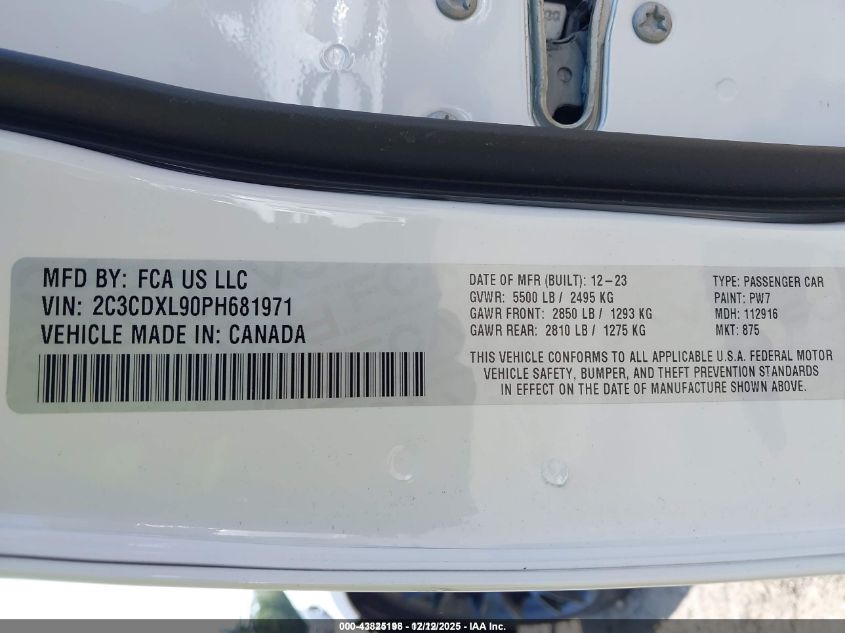 MFD BY: FCA US LLC
VIN: 2C3CDXL90PH681971
VEHICLE MADE IN: CANADA
DATE OF MFR (BUILT): 12-23
GVWR: 5500 LB / 2495 KG
GAWR FRONT: 2850 LB / 1293 KG
GAWR REAR: 2810 LB / 1275 KG
TYPE: PASSENGER CAR
PAINT: PW7
MDH: 112916
MKT: 875
THIS VEHICLE CONFORMS TO ALL APPLICABLE U.S.A. FEDERAL MOTOR
VEHICLE SAFETY, BUMPER, AND THEFT PREVENTION STANDARDS
IN EFFECT ON THE DATE OF MANUFACTURE SHOWN ABOVE.
IAA Inc.